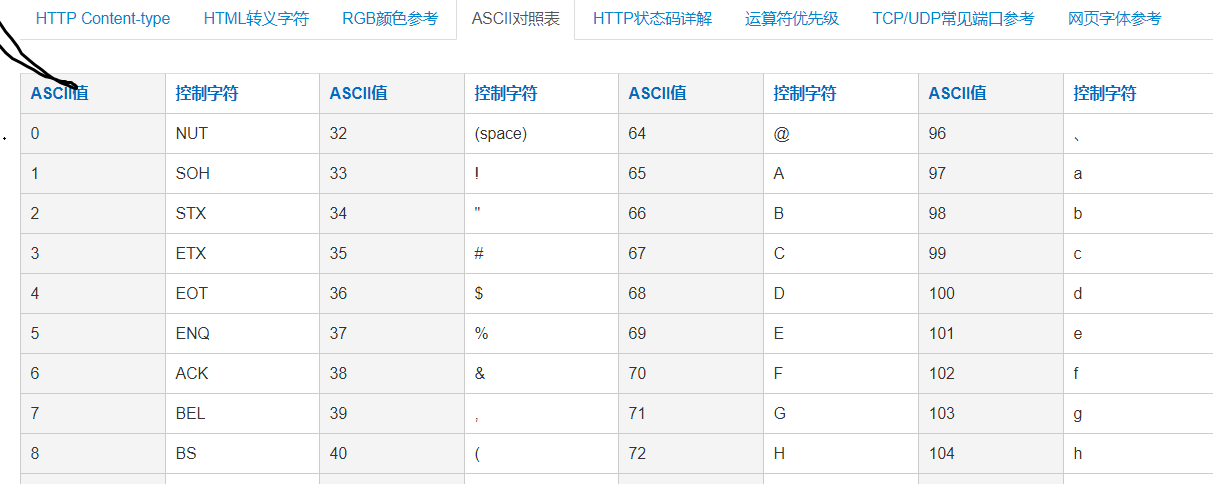 HTTP Content-type HTML转义字符 RGB颜色参考 ASCII对照表 HTTP状态码详解 运算符优先级 TCP/UDP常见端口参考 网页字体参考
ASCII值 控制字符 ASCII值 控制字符 ASCII值 控制字符 ASCII值 控制字符
0 NUT 32 (space) 64 @ 96 、
1 SOH 33 ! 65 A 97 a
2 STX 34 " 66 B 98 b
3 ETX 35 # 67 C 99 c
4 EOT 36 $ 68 D 100 d
5 ENQ 37 % 69 E 101 e
6 ACK 38 & 70 F 102 f
7 BEL 39 , 71 G 103 g
8 BS 40 ( 72 H 104 h